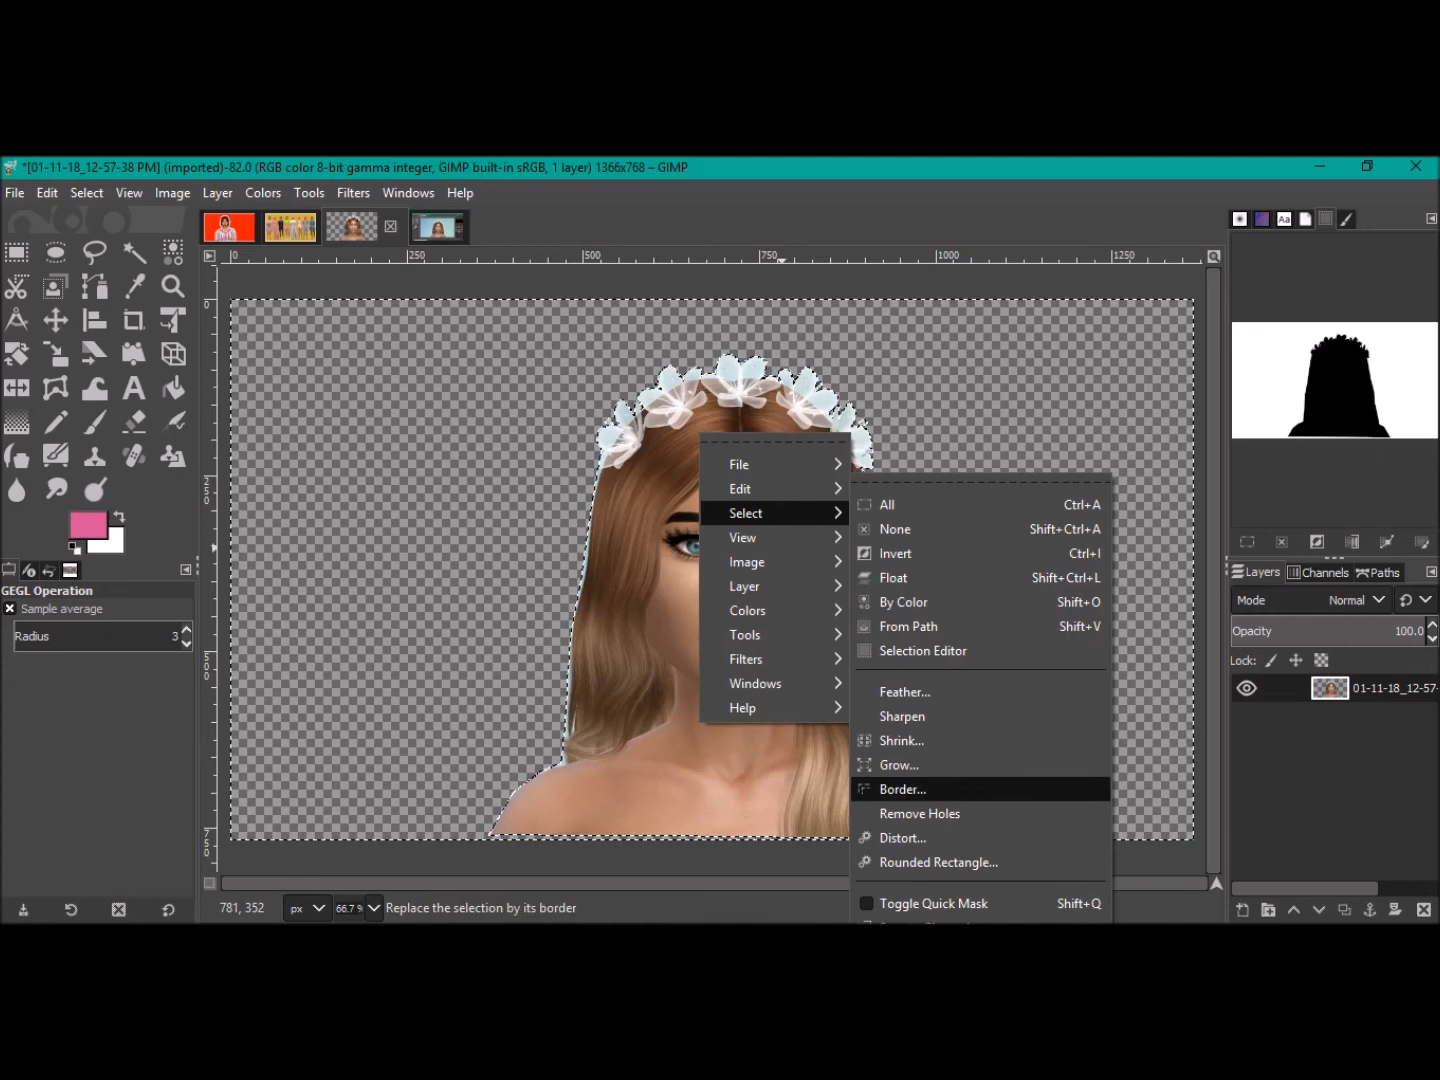 *[01-11-18_12-57-38 PM] (imported)-82.0 (RGB color 8-bit gamma integer, GIMP built-in sRGB, 1 layer) 1366x768 – GIMP
File Edit Select View Image Layer Colors Tools Filters Windows Help
Aa
0 250 500 750 1000 1250
0
250
500
750
GEGL Operation
Sample average
Radius 3
File
Edit
Select
View
Image
Layer
Colors
Tools
Filters
Windows
Help
All Ctrl+A
None Shift+Ctrl+A
Invert Ctrl+I
Float Shift+Ctrl+L
By Color Shift+O
From Path Shift+V
Selection Editor
Feather...
Sharpen
Shrink...
Grow...
Border...
Remove Holes
Distort...
Rounded Rectangle...
Toggle Quick Mask Shift+Q
Layers Channels Paths
Mode Normal
Opacity 100.0
Lock:
01-11-18_12-57-
781, 352 px 66.7 % Replace the selection by its border